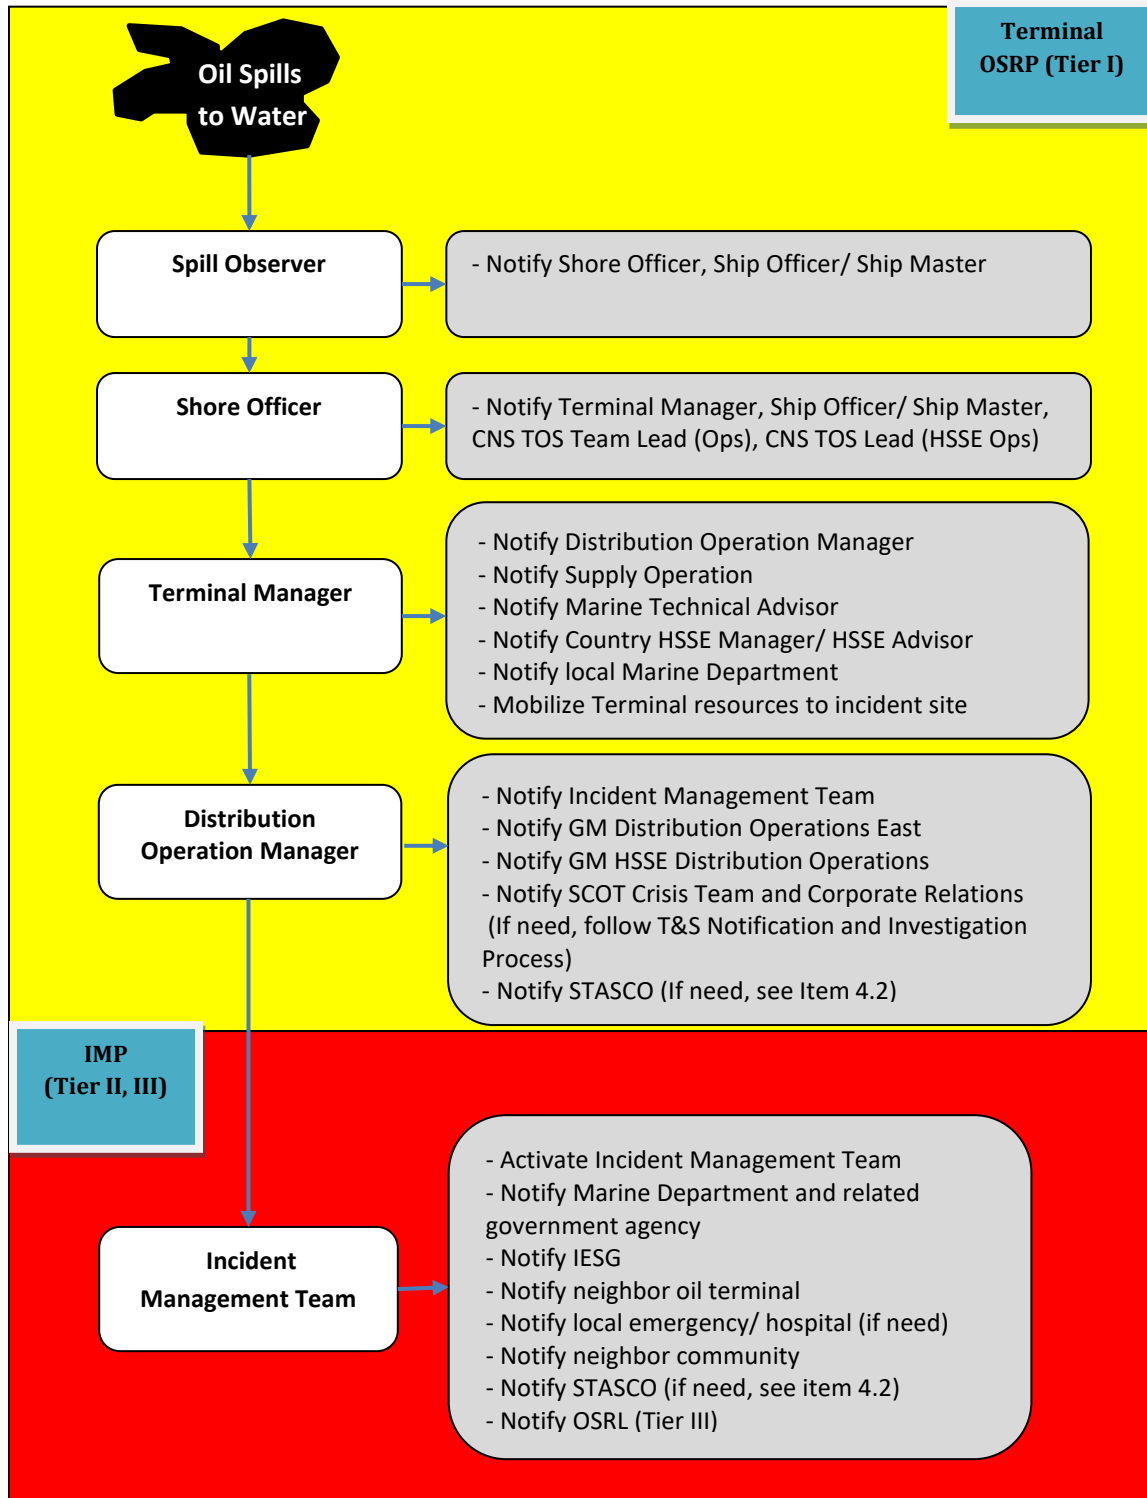 Terminal
OSRP (Tier I)
Oil Spills
to Water
Spill Observer
- Notify Shore Officer, Ship Officer/ Ship Master
Shore Officer
- Notify Terminal Manager, Ship Officer/ Ship Master,
CNS TOS Team Lead (Ops), CNS TOS Lead (HSSE Ops)
Terminal Manager
- Notify Distribution Operation Manager
- Notify Supply Operation
- Notify Marine Technical Advisor
- Notify Country HSSE Manager/ HSSE Advisor
- Notify local Marine Department
- Mobilize Terminal resources to incident site
Distribution
Operation Manager
- Notify Incident Management Team
- Notify GM Distribution Operations East
- Notify GM HSSE Distribution Operations
- Notify SCOT Crisis Team and Corporate Relations
(If need, follow T&S Notification and Investigation
Process)
- Notify STASCO (If need, see Item 4.2)
IMP
(Tier II, III)
Incident
Management Team
- Activate Incident Management Team
- Notify Marine Department and related
government agency
- Notify IESG
- Notify neighbor oil terminal
- Notify local emergency/ hospital (if need)
- Notify neighbor community
- Notify STASCO (if need, see item 4.2)
- Notify OSRL (Tier III)